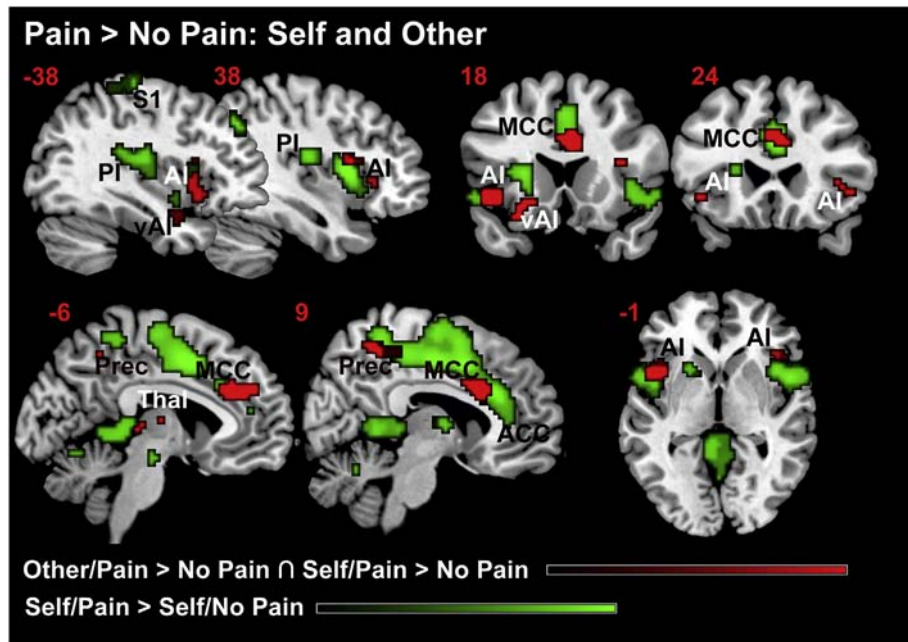 Pain > No Pain: Self and Other
-38 38 18 24
S1
MCC MCC
PI PI
AI AI AI AI AI
vAI vAI
-6 9 -1
Prec Prec AI AI
MCC MCC
Thal
ACC
Other/Pain > No Pain ∩ Self/Pain > No Pain
Self/Pain > Self/No Pain